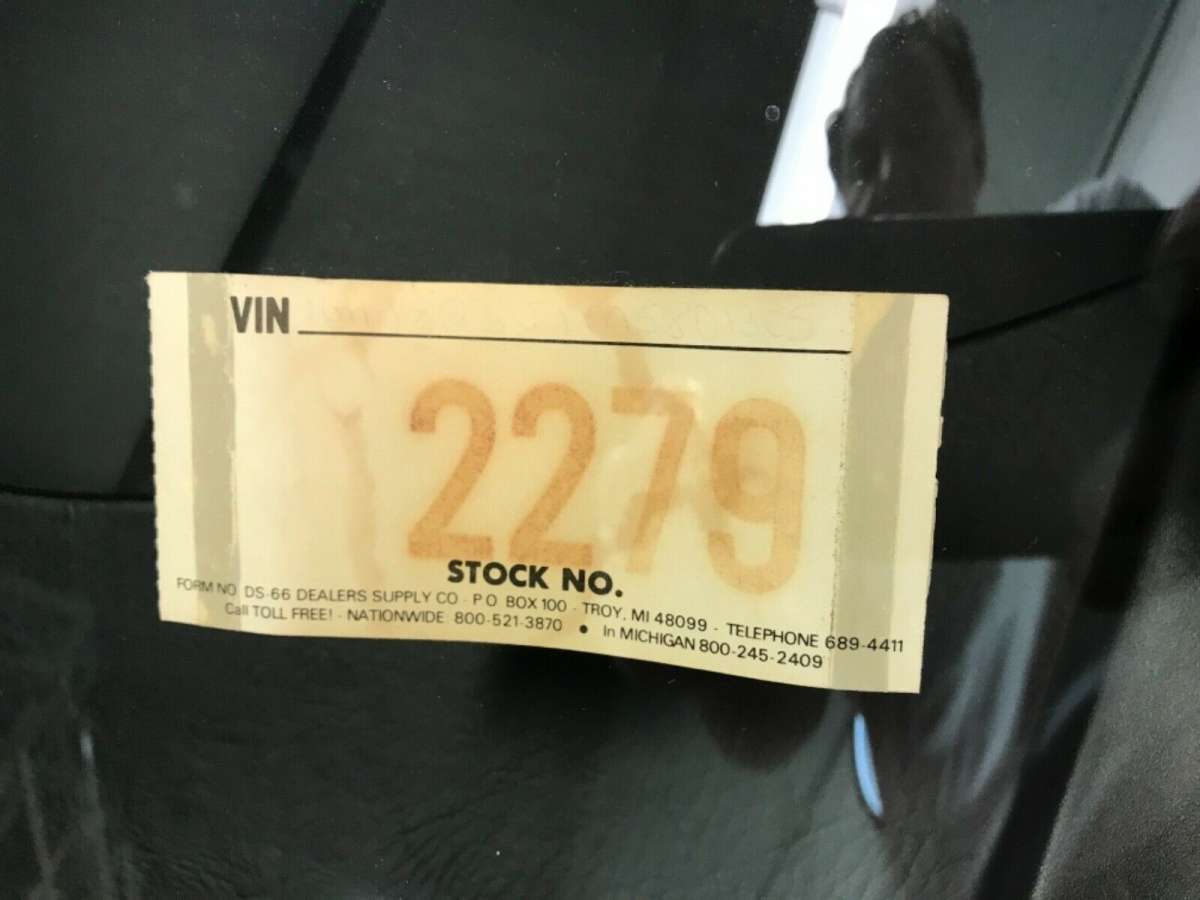 VIN
2279
STOCK NO.
FORM NO. DS-66 DEALERS SUPPLY CO - P O BOX 100 - TROY, MI 48099 - TELEPHONE 689-4411
Call TOLL FREE! - NATIONWIDE: 800-521-3870 • In MICHIGAN 800-245-2409